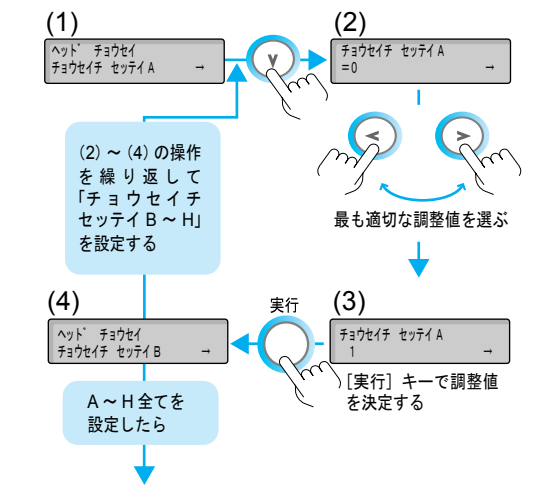 (1)
ヘッド チョウセイ
チョウセイチ セッテイ A →
∨
(2)
チョウセイチ セッテイ A
=0 →
< >
最も適切な調整値を選ぶ
(3)
チョウセイチ セッテイ A
1 →
[実行] キーで調整値
を決定する
実行
(4)
ヘッド チョウセイ
チョウセイチ セッテイ B →
(2) ~ (4) の操作
を繰り返して
「チョウセイチ
セッテイ B ~ H」
を設定する
A ~ H 全てを
設定したら